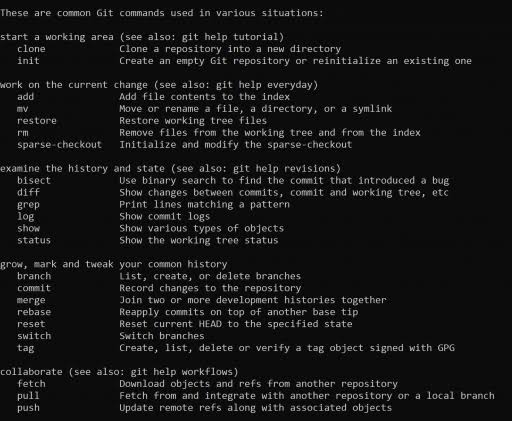 These are common Git commands used in various situations:

start a working area (see also: git help tutorial)
   clone             Clone a repository into a new directory
   init              Create an empty Git repository or reinitialize an existing one

work on the current change (see also: git help everyday)
   add               Add file contents to the index
   mv                Move or rename a file, a directory, or a symlink
   restore           Restore working tree files
   rm                Remove files from the working tree and from the index
   sparse-checkout   Initialize and modify the sparse-checkout

examine the history and state (see also: git help revisions)
   bisect            Use binary search to find the commit that introduced a bug
   diff              Show changes between commits, commit and working tree, etc
   grep              Print lines matching a pattern
   log               Show commit logs
   show              Show various types of objects
   status            Show the working tree status

grow, mark and tweak your common history
   branch            List, create, or delete branches
   commit            Record changes to the repository
   merge             Join two or more development histories together
   rebase            Reapply commits on top of another base tip
   reset             Reset current HEAD to the specified state
   switch            Switch branches
   tag               Create, list, delete or verify a tag object signed with GPG

collaborate (see also: git help workflows)
   fetch             Download objects and refs from another repository
   pull              Fetch from and integrate with another repository or a local branch
   push              Update remote refs along with associated objects